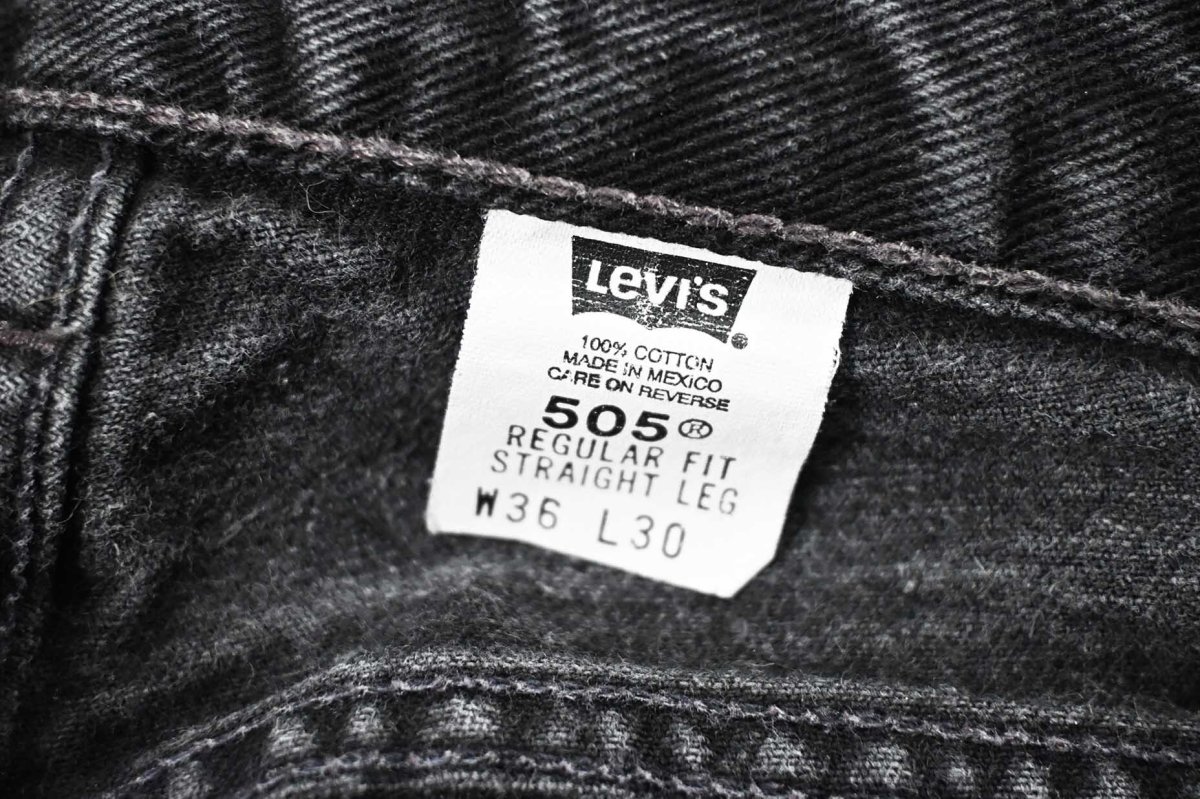 Levi's®
100% COTTON
MADE IN MEXICO
CARE ON REVERSE
505®
REGULAR FIT
STRAIGHT LEG
W36 L30